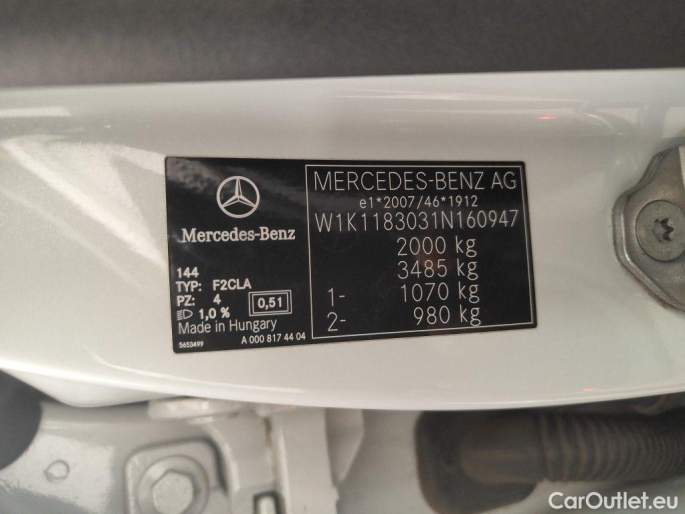 Mercedes-Benz
144
TYP: F2CLA
PZ: 4
1,0 % 0,51
Made in Hungary
5653499
A 000 817 44 04
MERCEDES-BENZ AG
e1*2007/46*1912
W1K1183031N160947
2000 kg
3485 kg
1- 1070 kg
2- 980 kg
CarOutlet.eu